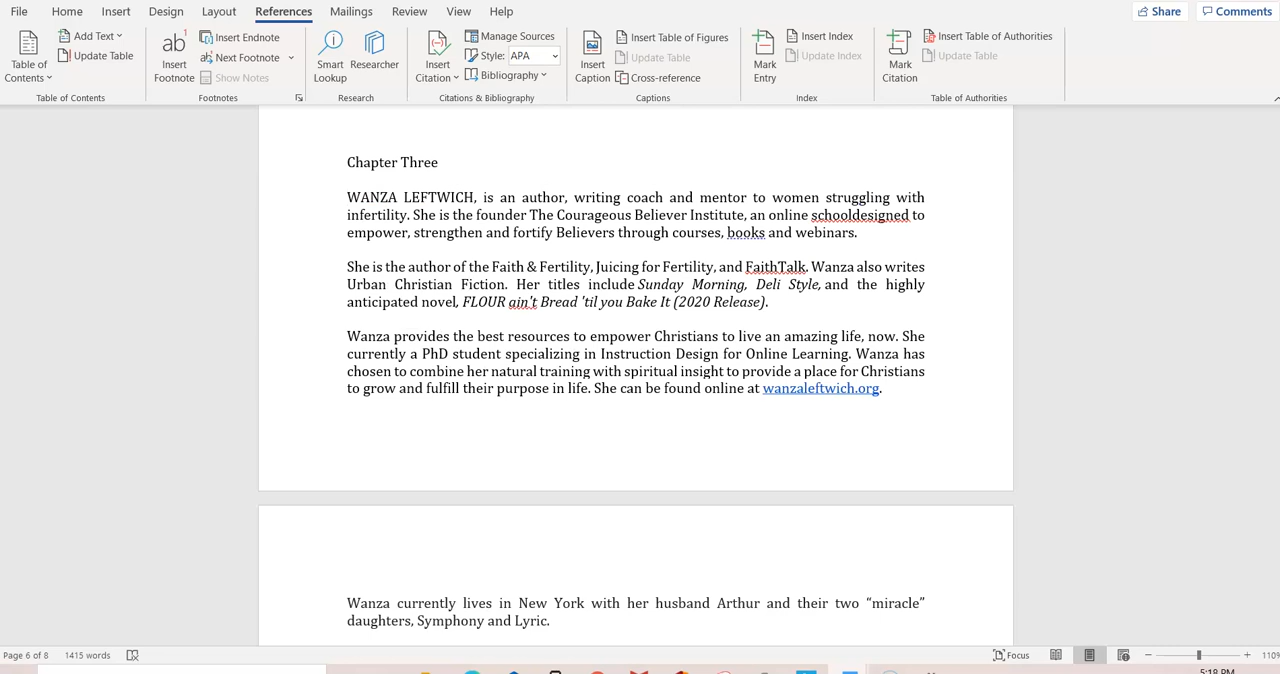 File Home Insert Design Layout References Mailings Review View Help Share Comments
Table of Contents
Add Text
Update Table
Table of Contents
ab
Insert Footnote
Insert Endnote
Next Footnote
Show Notes
Footnotes
Smart Lookup
Researcher
Research
Insert Citation
Manage Sources
Style: APA
Bibliography
Citations & Bibliography
Insert Caption
Insert Table of Figures
Update Table
Cross-reference
Captions
Mark Entry
Insert Index
Update Index
Index
Mark Citation
Insert Table of Authorities
Update Table
Table of Authorities
Chapter Three
WANZA LEFTWICH, is an author, writing coach and mentor to women struggling with
infertility. She is the founder The Courageous Believer Institute, an online schooldesigned to
empower, strengthen and fortify Believers through courses, books and webinars.
She is the author of the Faith & Fertility, Juicing for Fertility, and FaithTalk. Wanza also writes
Urban Christian Fiction. Her titles include Sunday Morning, Deli Style, and the highly
anticipated novel, FLOUR ain't Bread 'til you Bake It (2020 Release).
Wanza provides the best resources to empower Christians to live an amazing life, now. She
currently a PhD student specializing in Instruction Design for Online Learning. Wanza has
chosen to combine her natural training with spiritual insight to provide a place for Christians
to grow and fulfill their purpose in life. She can be found online at wanzaleftwich.org.
Wanza currently lives in New York with her husband Arthur and their two “miracle”
daughters, Symphony and Lyric.
Page 6 of 8 1415 words Focus 110%
5:18 PM